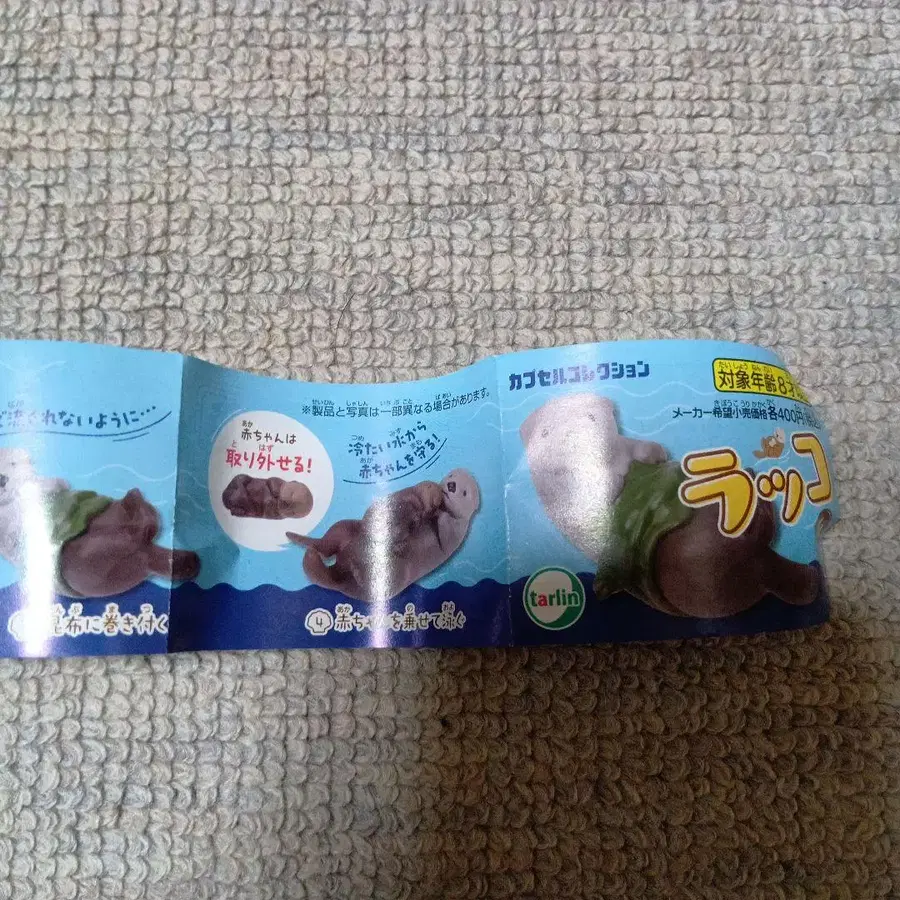 流されないように…
昆布に巻き付く
※製品と写真は一部異なる場合があります。
赤ちゃんは
取り外せる!
冷たい水から
赤ちゃんを守る!
4 赤ちゃんを乗せて泳ぐ
カプセルコレクション
対象年齢8才
メーカー希望小売価格各400円
ラッコ
tarlin